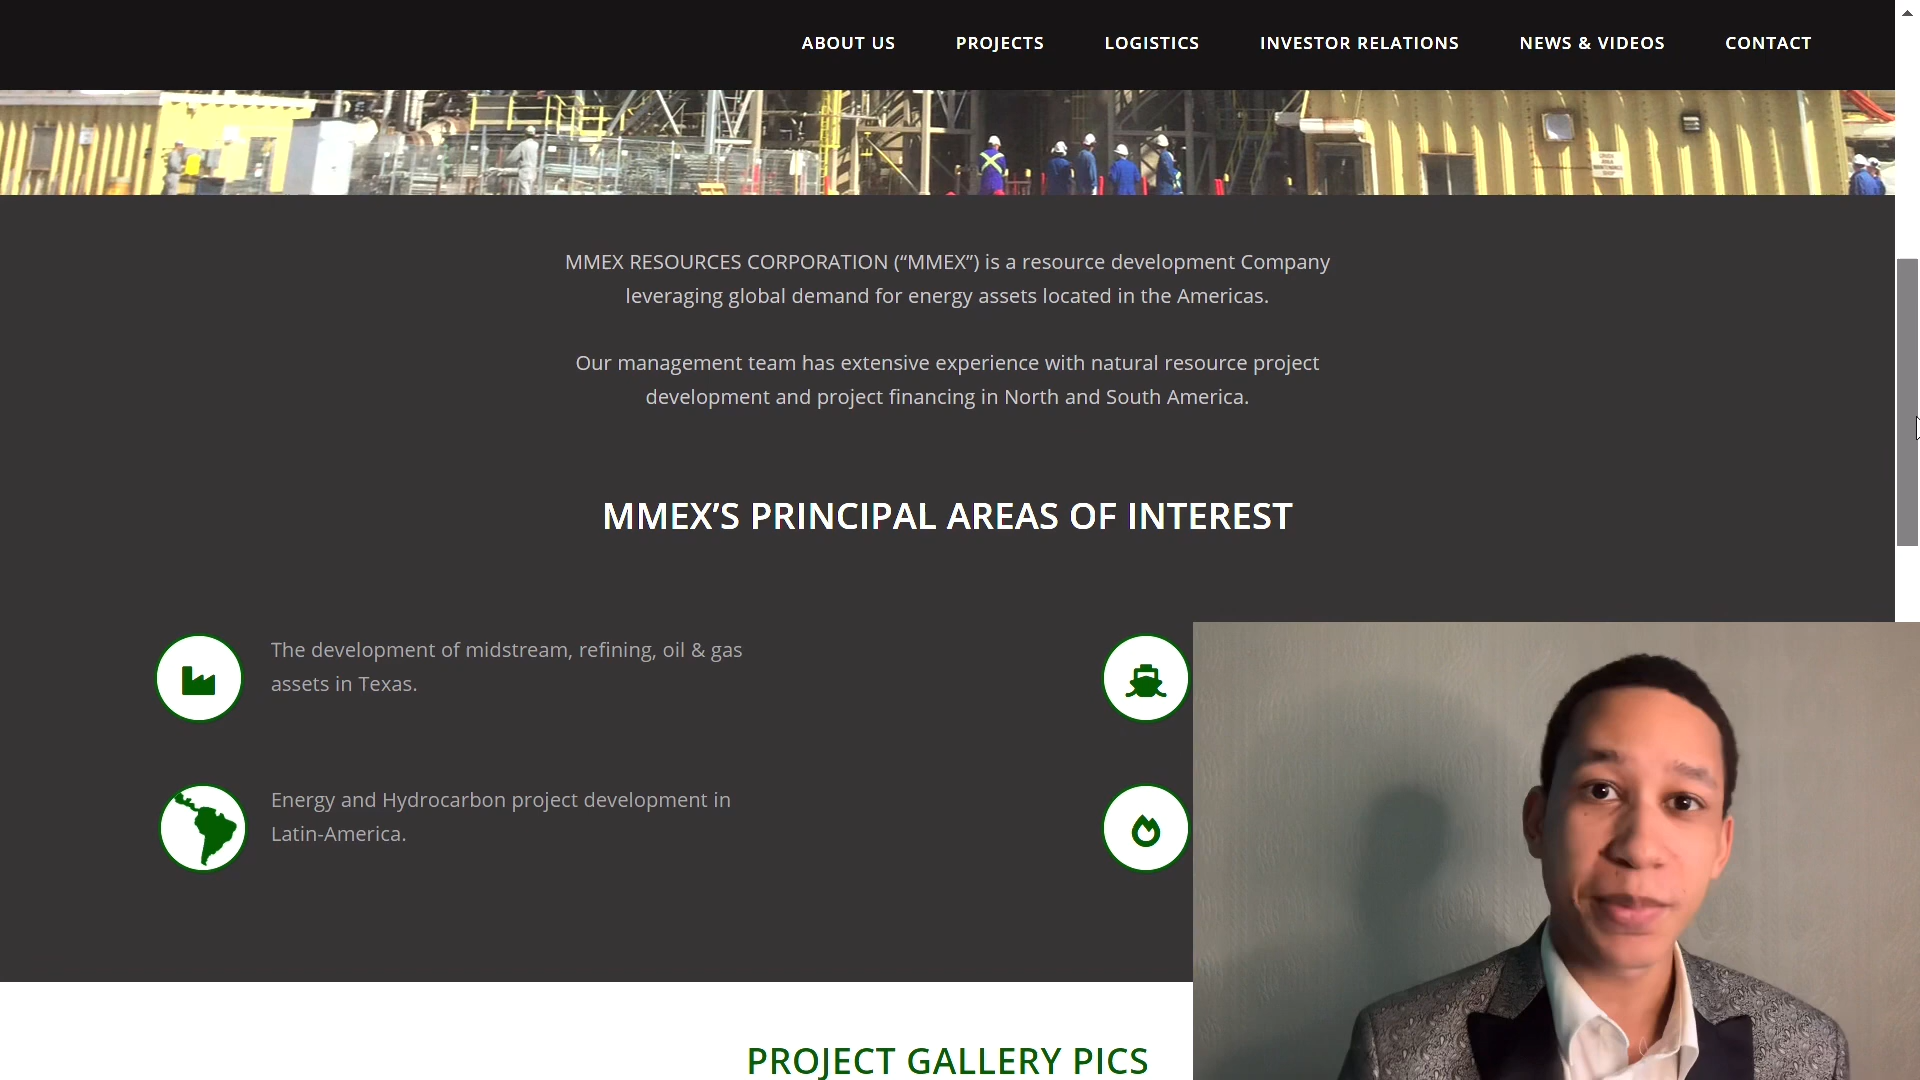 ABOUT US PROJECTS LOGISTICS INVESTOR RELATIONS NEWS & VIDEOS CONTACT
MMEX RESOURCES CORPORATION (“MMEX”) is a resource development Company
leveraging global demand for energy assets located in the Americas.
Our management team has extensive experience with natural resource project
development and project financing in North and South America.
MMEX’S PRINCIPAL AREAS OF INTEREST
The development of midstream, refining, oil & gas
assets in Texas.
Energy and Hydrocarbon project development in
Latin-America.
PROJECT GALLERY PICS